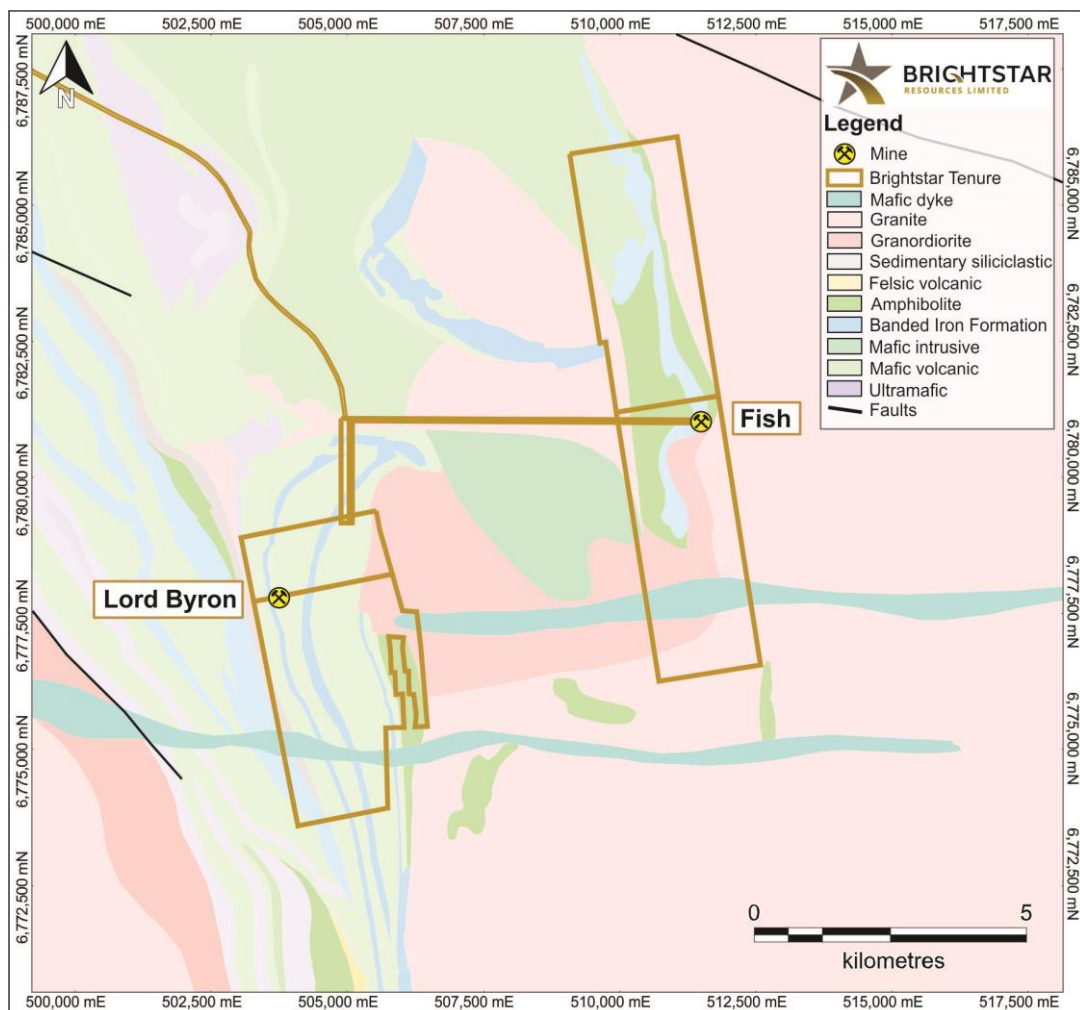 500,000 mE
502,500 mE
505,000 mE
507,500 mE
510,000 mE
512,500 mE
515,000 mE
517,500 mE
6,787,500 mN
6,785,000 mN
6,782,500 mN
6,780,000 mN
6,777,500 mN
6,775,000 mN
6,772,500 mN
N
BRIGHTSTAR
RESOURCES LIMITED
Legend
Mine
Brightstar Tenure
Mafic dyke
Granite
Granordiorite
Sedimentary siliciclastic
Felsic volcanic
Amphibolite
Banded Iron Formation
Mafic intrusive
Mafic volcanic
Ultramafic
Faults
Fish
Lord Byron
6,785,000 mN
6,782,500 mN
6,780,000 mN
6,777,500 mN
6,775,000 mN
6,772,500 mN
0
5
kilometres
500,000 mE
502,500 mE
505,000 mE
507,500 mE
510,000 mE
512,500 mE
515,000 mE
517,500 mE